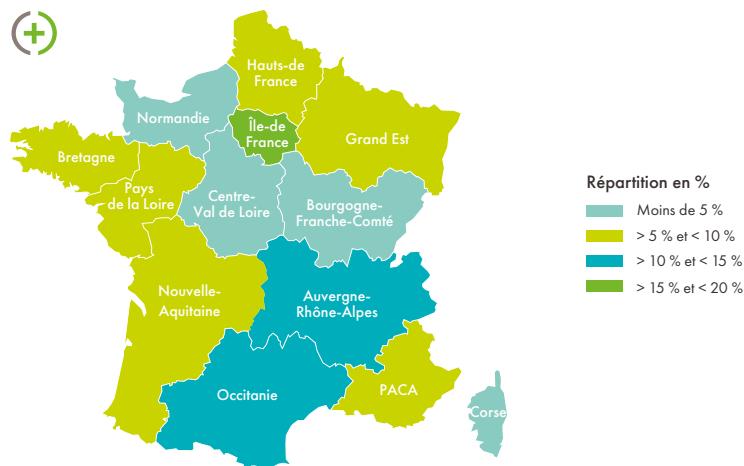 Hauts-de
France
Normandie
Île-de
France
Grand Est
Bretagne
Pays
de la Loire
Centre-
Val de Loire
Bourgogne-
Franche-Comté
Nouvelle-
Aquitaine
Auvergne-
Rhône-Alpes
Occitanie
PACA
Corse
Répartition en %
Moins de 5 %
> 5 % et < 10 %
> 10 % et < 15 %
> 15 % et < 20 %